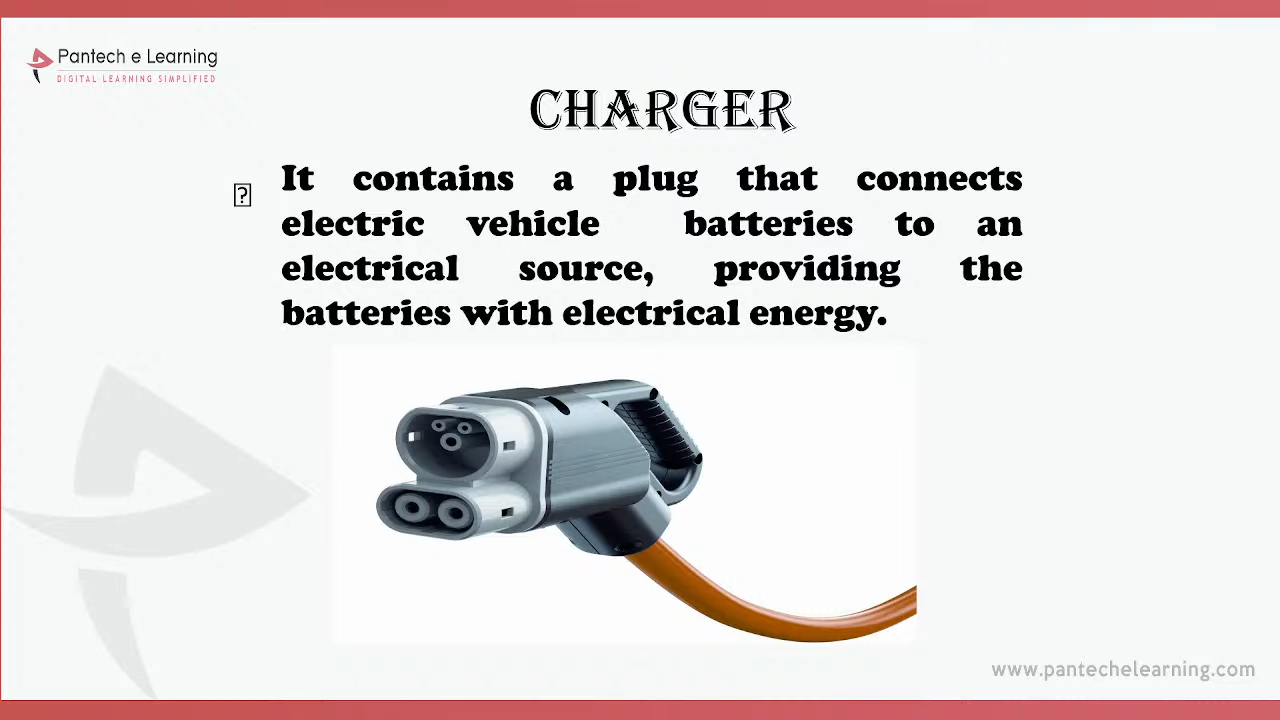 Pantech e Learning
DIGITAL LEARNING SIMPLIFIED
CHARGER
It contains a plug that connects
electric vehicle batteries to an
electrical source, providing the
batteries with electrical energy.
www.pantechelearning.com